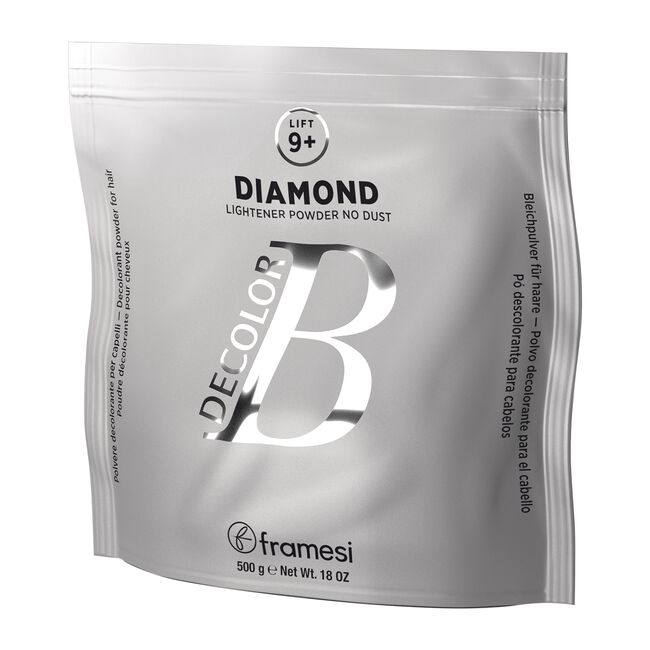 LIFT
9+
DIAMOND
LIGHTENER POWDER NO DUST
DECOLOR
B
Polvere decolorante per capelli — Decolorant powder for hair
Poudre décolorante pour cheveux
Bleichpulver für haare — Polvo decolorante para el cabello
Pó descolorante para cabelos
framesi
500 g e Net Wt. 18 OZ